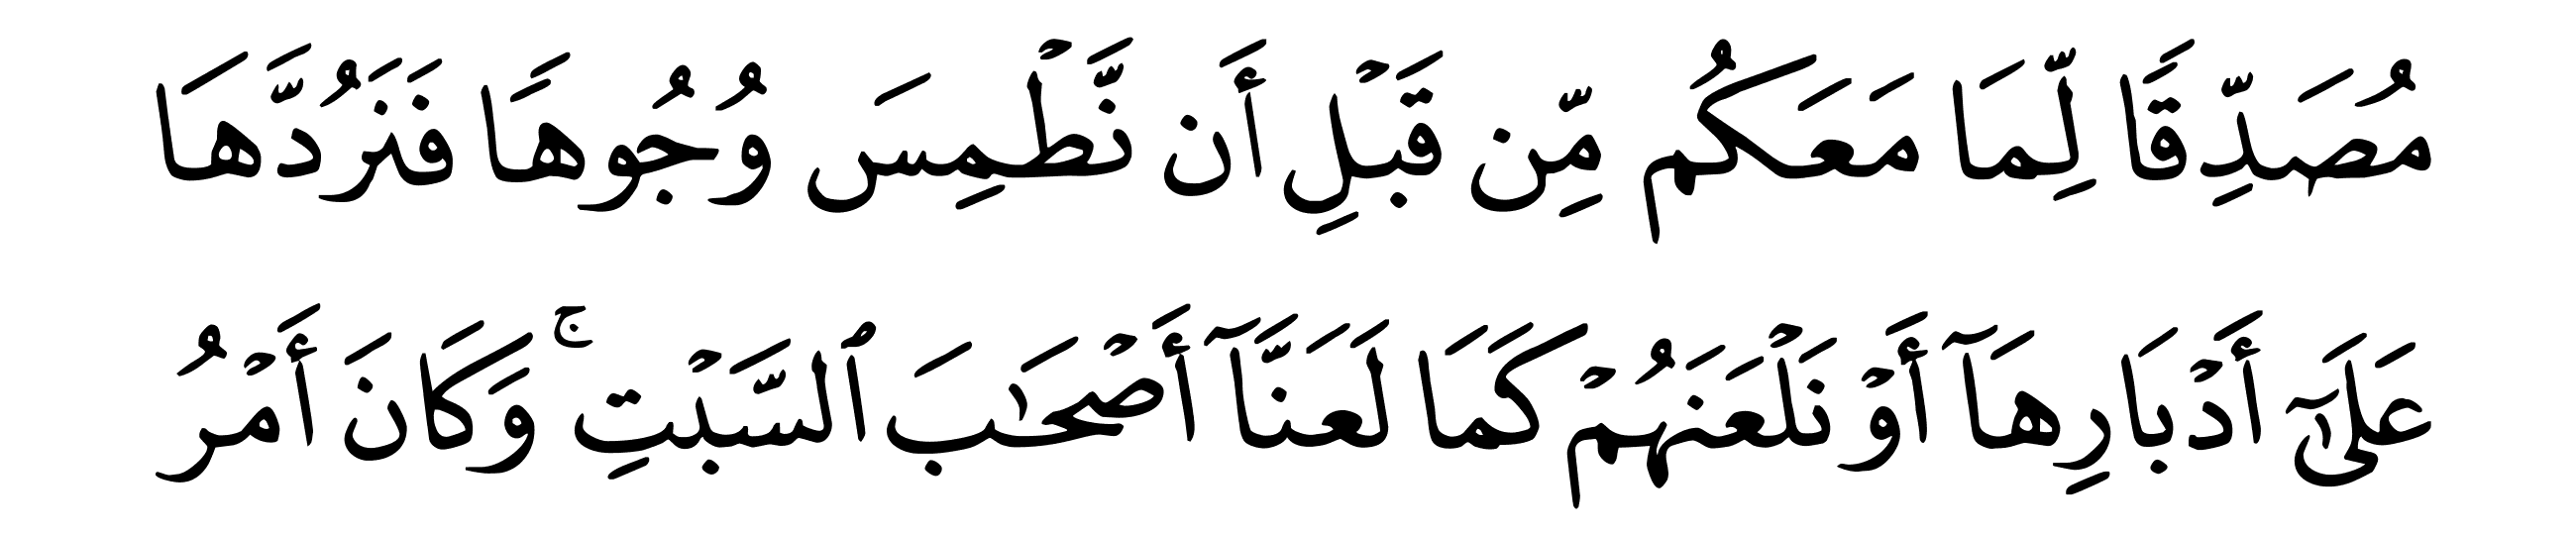 مُصَدِّقًا لِّمَا مَعَكُم مِّن قَبْلِ أَن نَّطْمِسَ وُجُوهًا فَنَرُدَّهَا
عَلَىٰٓ أَدْبَارِهَآ أَوْ نَلْعَنَهُمْ كَمَا لَعَنَّآ أَصْحَٰبَ ٱلسَّبْتِ ۚ وَكَانَ أَمْرُ